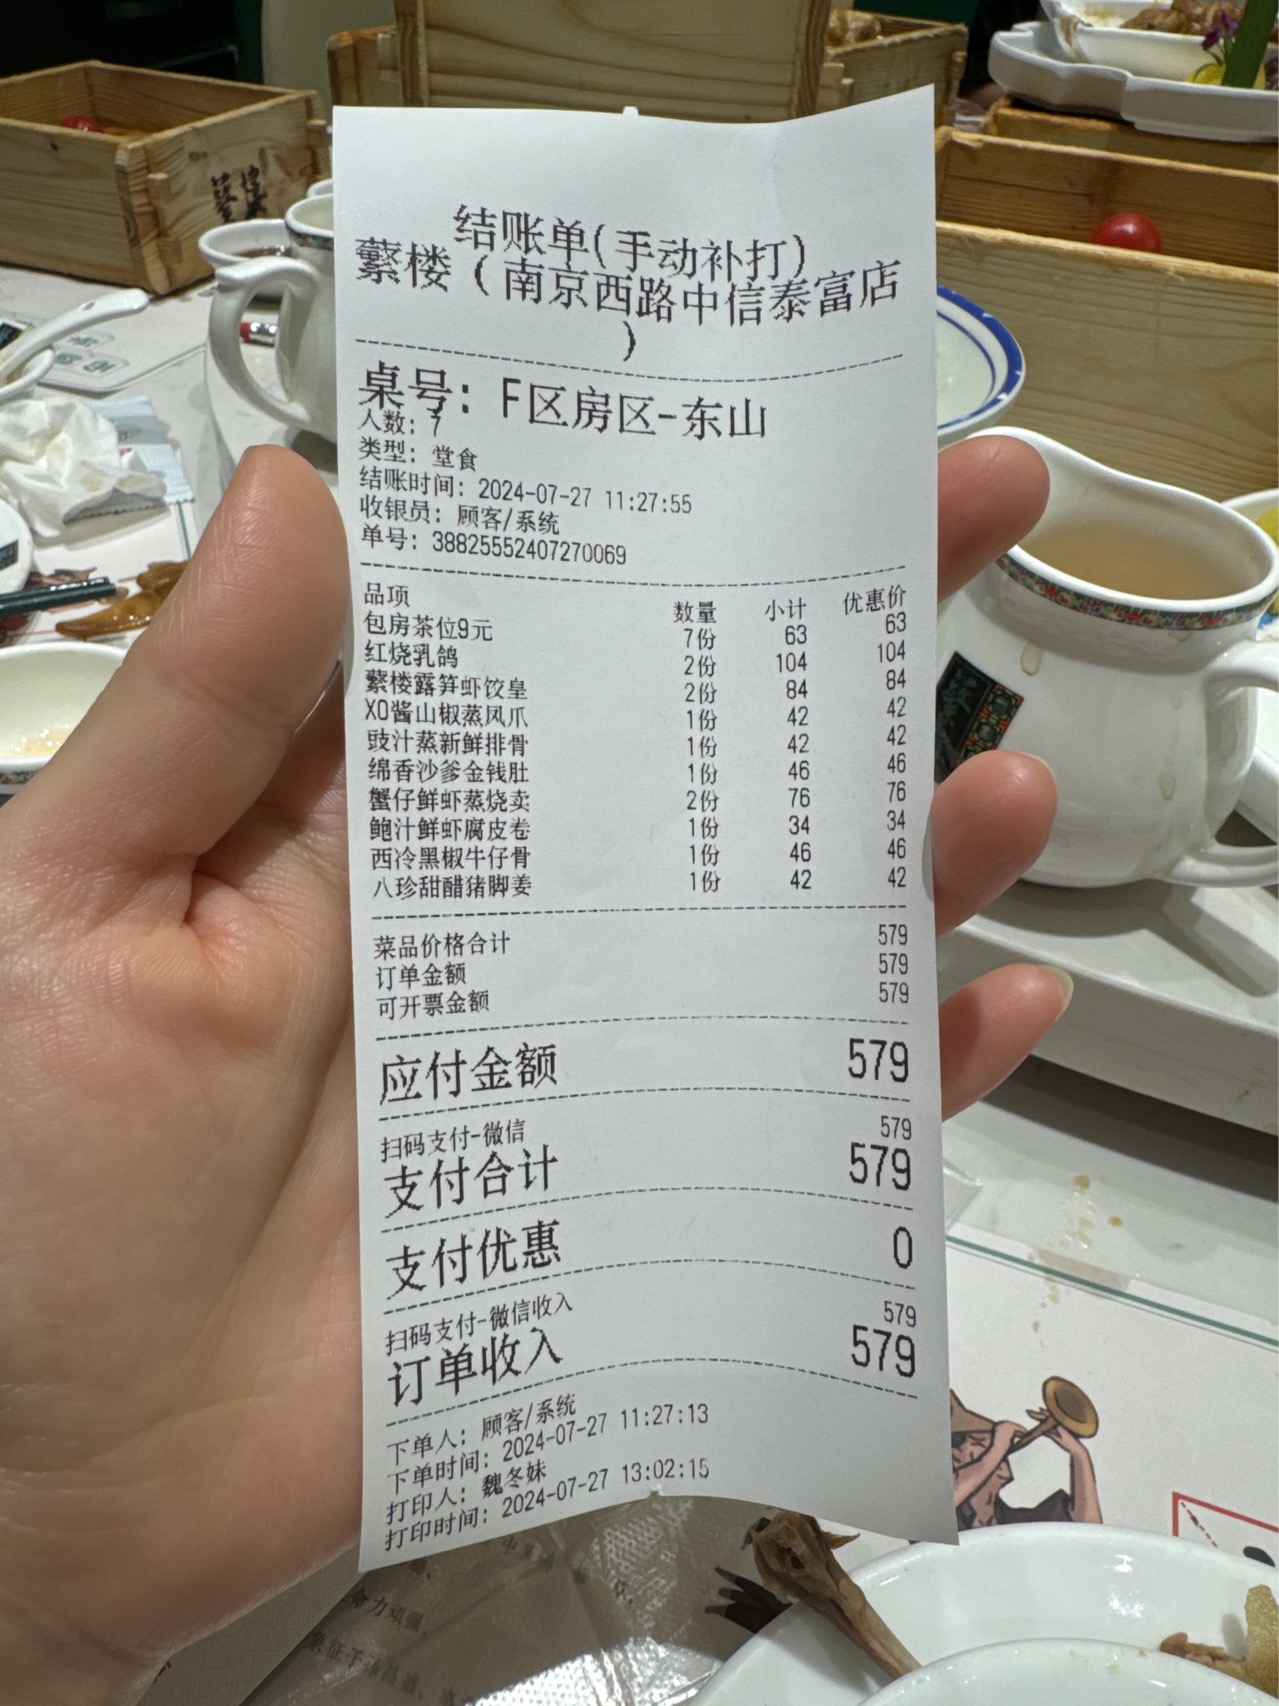 结账单(手动补打)
蘩楼（南京西路中信泰富店
）
桌号: F区房区-东山
人数: 7
类型: 堂食
结账时间: 2024-07-27 11:27:55
收银员: 顾客/系统
单号: 38825552407270069
品项 数量 小计 优惠价
包房茶位9元 7份 63 63
红烧乳鸽 2份 104 104
蘩楼露笋虾饺皇 2份 84 84
XO酱山椒蒸凤爪 1份 42 42
豉汁蒸新鲜排骨 1份 42 42
绵香沙爹金钱肚 1份 46 46
蟹仔鲜虾蒸烧卖 2份 76 76
鲍汁鲜虾腐皮卷 1份 34 34
西冷黑椒牛仔骨 1份 46 46
八珍甜醋猪脚姜 1份 42 42
菜品价格合计 579
订单金额 579
可开票金额 579
应付金额 579
扫码支付-微信 579
支付合计 579
支付优惠 0
扫码支付-微信收入 579
订单收入 579
下单人: 顾客/系统
下单时间: 2024-07-27 11:27:13
打印人: 魏冬妹
打印时间: 2024-07-27 13:02:15
命力顽强,